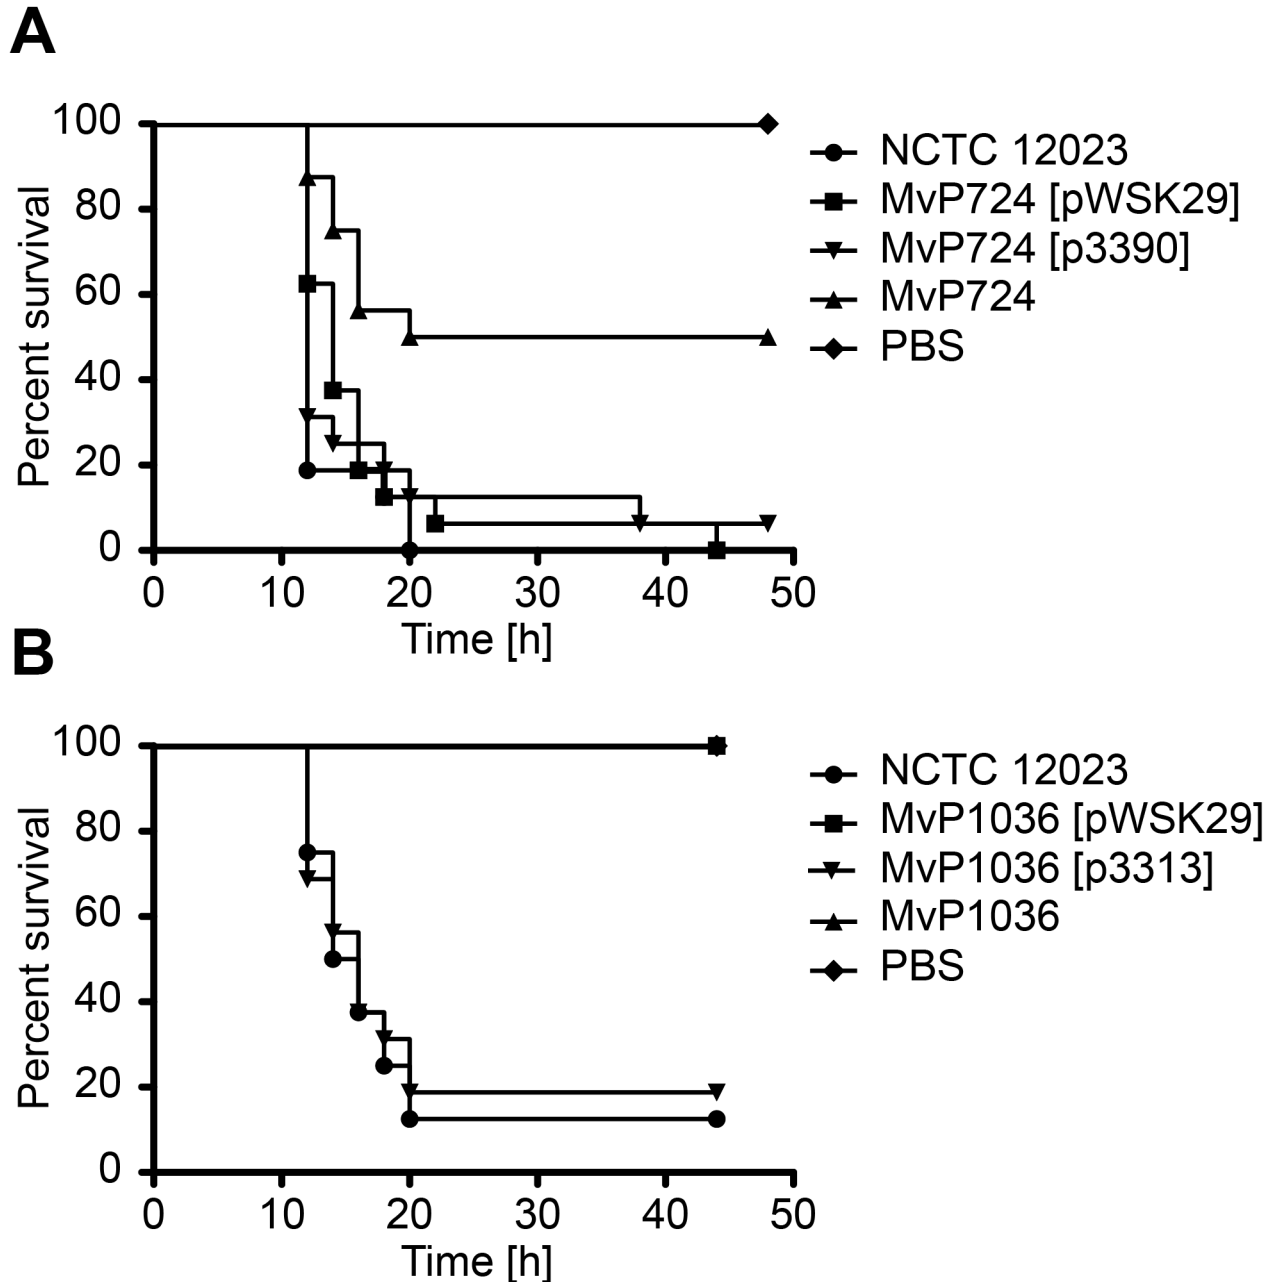 A
100
80
60
40
20
0
Percent survival
0 10 20 30 40 50
Time [h]
NCTC 12023
MvP724 [pWSK29]
MvP724 [p3390]
MvP724
PBS
B
100
80
60
40
20
0
Percent survival
0 10 20 30 40 50
Time [h]
NCTC 12023
MvP1036 [pWSK29]
MvP1036 [p3313]
MvP1036
PBS